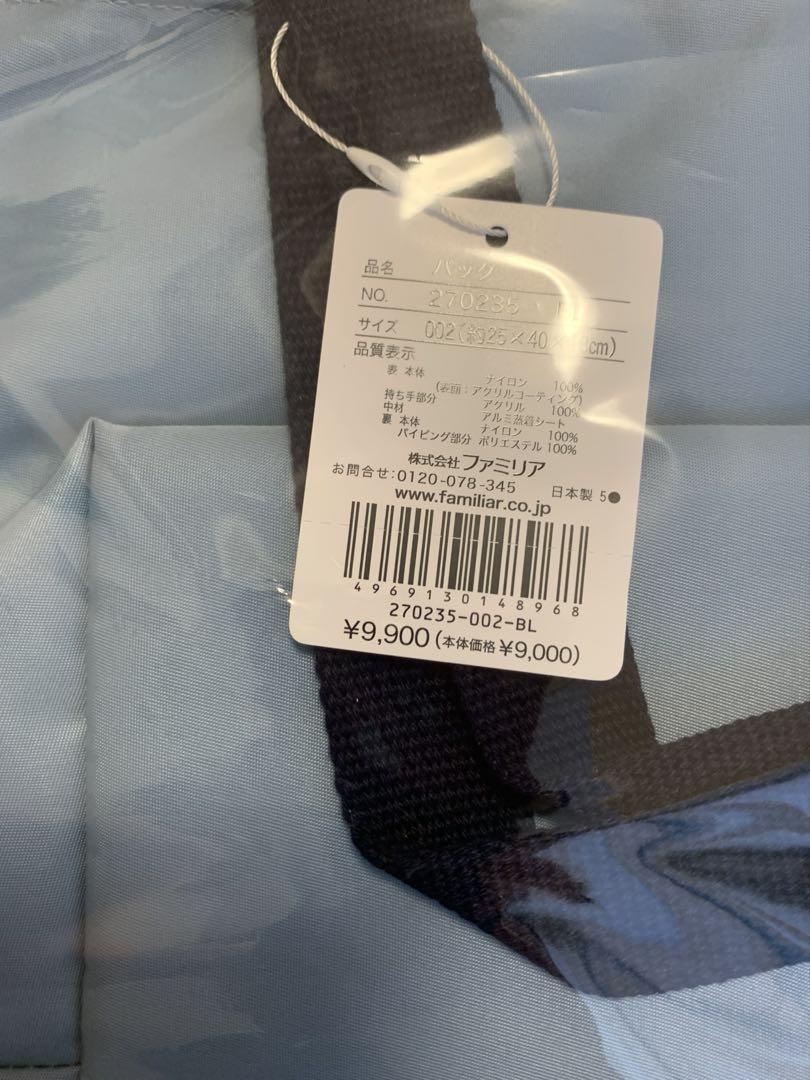 品名 バッグ
NO. 270235
サイズ 002(約25×40×
品質表示
表 本体 ナイロン 100%
(表面:アクリルコーティング)
持ち手部分 アクリル 100%
中材 アルミ蒸着シート
裏 本体 ナイロン 100%
パイピング部分 ポリエステル 100%
株式会社ファミリア
お問合せ:0120-078-345 日本製 5●
www.familiar.co.jp
4969130148968
270235-002-BL
¥9,900(本体価格¥9,000)